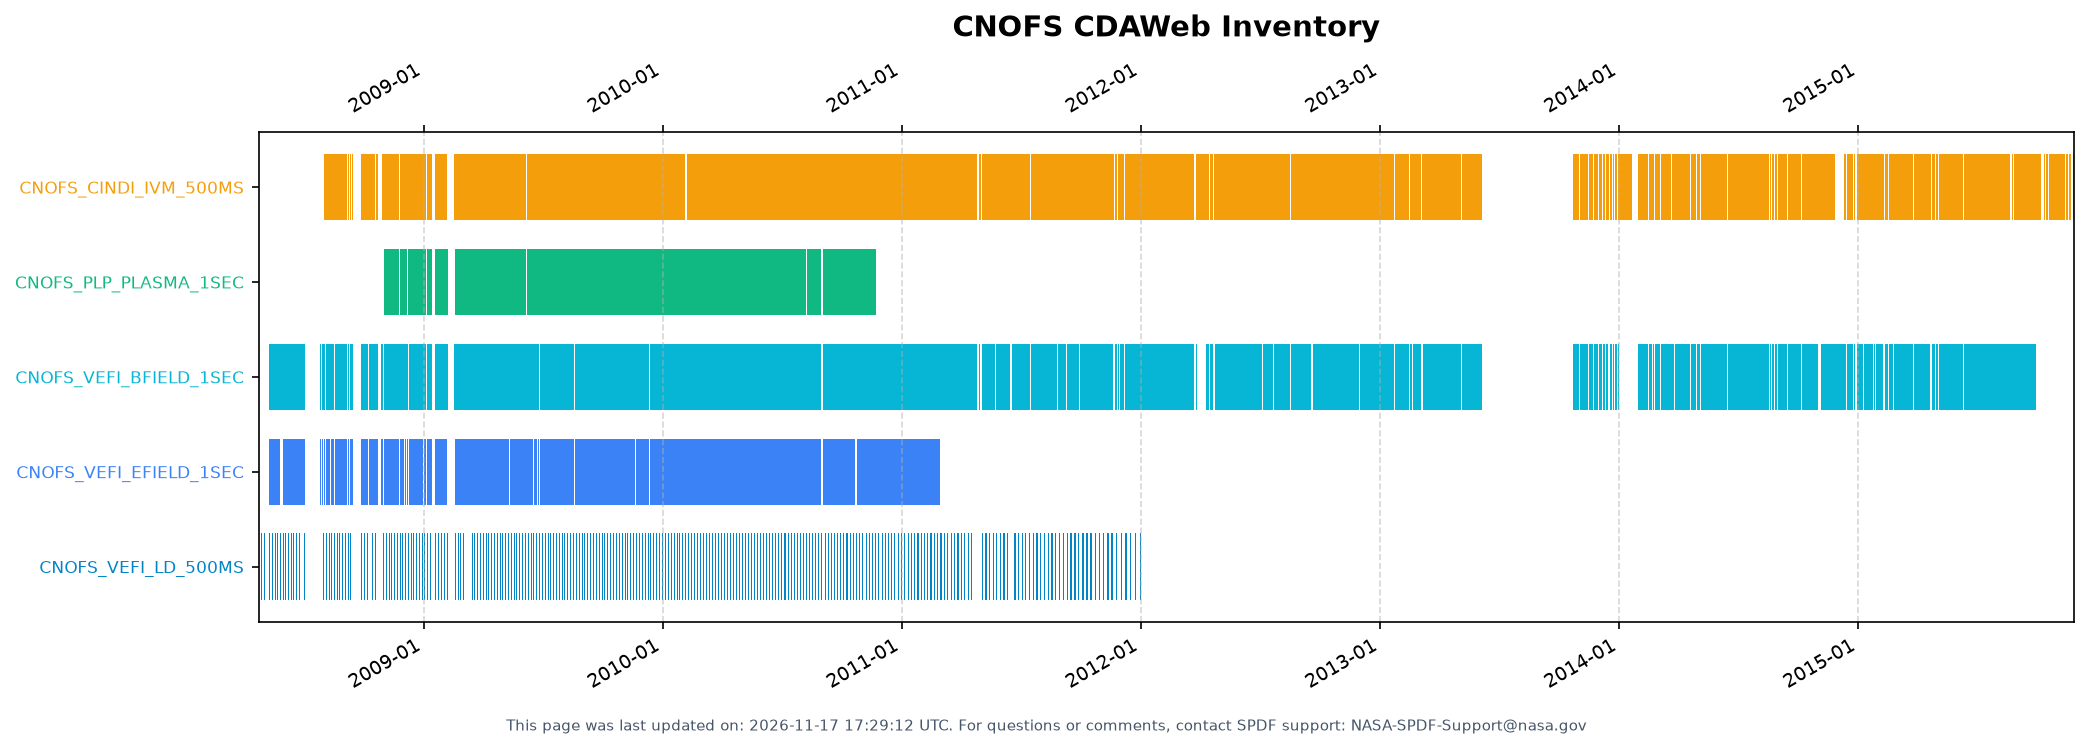 CNOFS CDAWeb Inventory
2009-01 2010-01 2011-01 2012-01 2013-01 2014-01 2015-01
CNOFS_CINDI_IVM_500MS
CNOFS_PLP_PLASMA_1SEC
CNOFS_VEFI_BFIELD_1SEC
CNOFS_VEFI_EFIELD_1SEC
CNOFS_VEFI_LD_500MS
2009-01 2010-01 2011-01 2012-01 2013-01 2014-01 2015-01
This page was last updated on: 2026-11-17 17:29:12 UTC. For questions or comments, contact SPDF support: NASA-SPDF-Support@nasa.gov